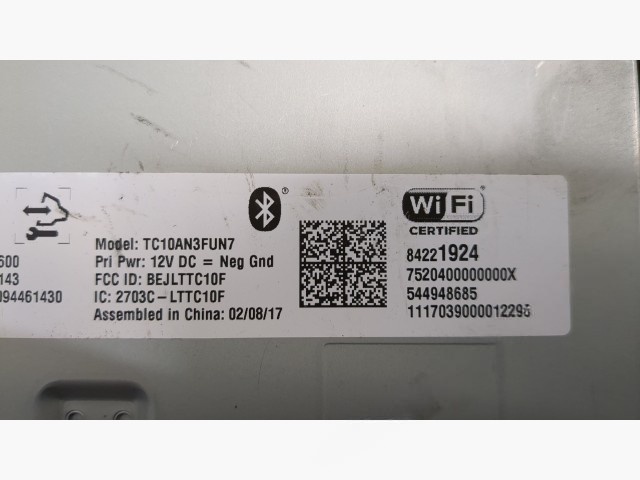 600
143
094461430
Model: TC10AN3FUN7
Pri Pwr: 12V DC = Neg Gnd
FCC ID: BEJLTTC10F
IC: 2703C-LTTC10F
Assembled in China: 02/08/17
®
WiFi
CERTIFIED
84221924
7520400000000X
544948685
1117039000012295